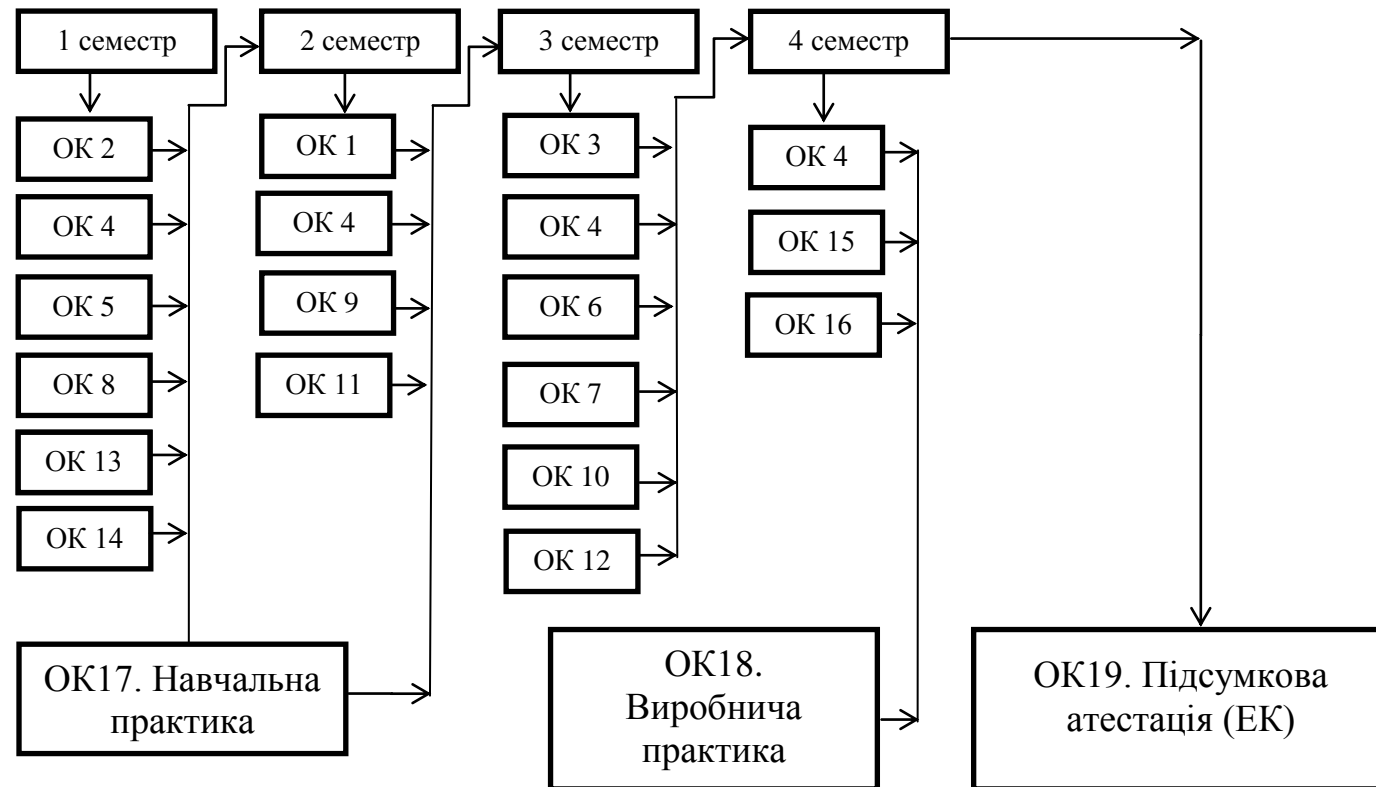 1 семестр
2 семестр
3 семестр
4 семестр
ОК 2
ОК 4
ОК 5
ОК 8
ОК 13
ОК 14
ОК 1
ОК 4
ОК 9
ОК 11
ОК 3
ОК 4
ОК 6
ОК 7
ОК 10
ОК 12
ОК 4
ОК 15
ОК 16
ОК17. Навчальна
практика
ОК18.
Виробнича
практика
ОК19. Підсумкова
атестація (ЕК)